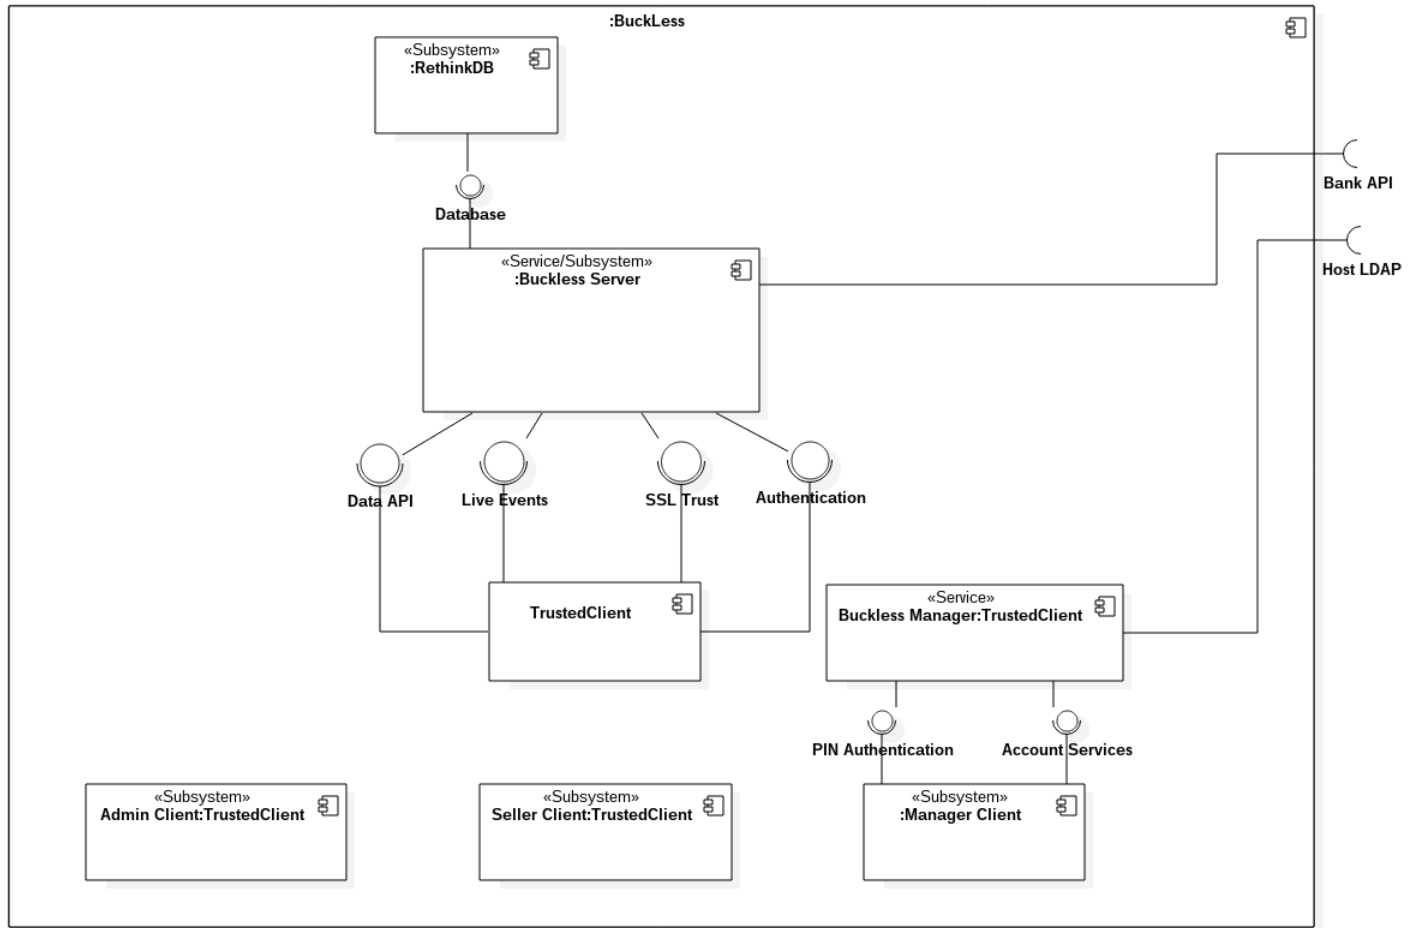 :BuckLess
«Subsystem»
:RethinkDB
Database
Bank API
Host LDAP
«Service/Subsystem»
:Buckless Server
Data API
Live Events
SSL Trust
Authentication
TrustedClient
«Service»
Buckless Manager:TrustedClient
PIN Authentication
Account Services
«Subsystem»
Admin Client:TrustedClient
«Subsystem»
Seller Client:TrustedClient
«Subsystem»
:Manager Client